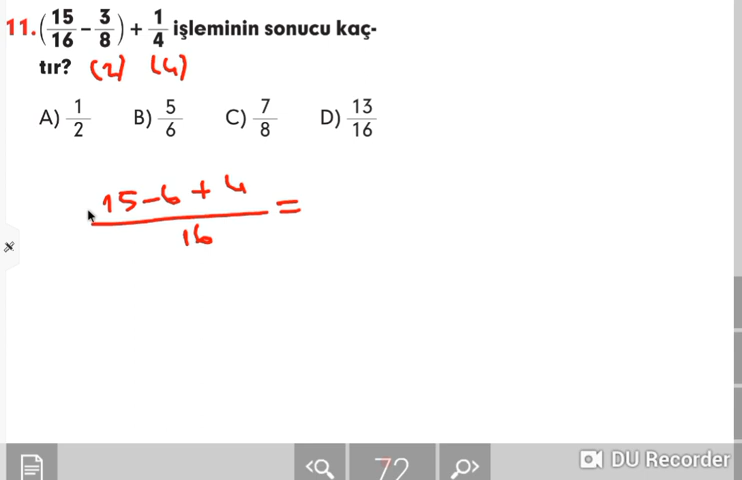 11. (15/16 - 3/8) + 1/4 işleminin sonucu kaç-
tır? (2) (4)
A) 1/2 B) 5/6 C) 7/8 D) 13/16
15-6+4
16
=
72
DU Recorder